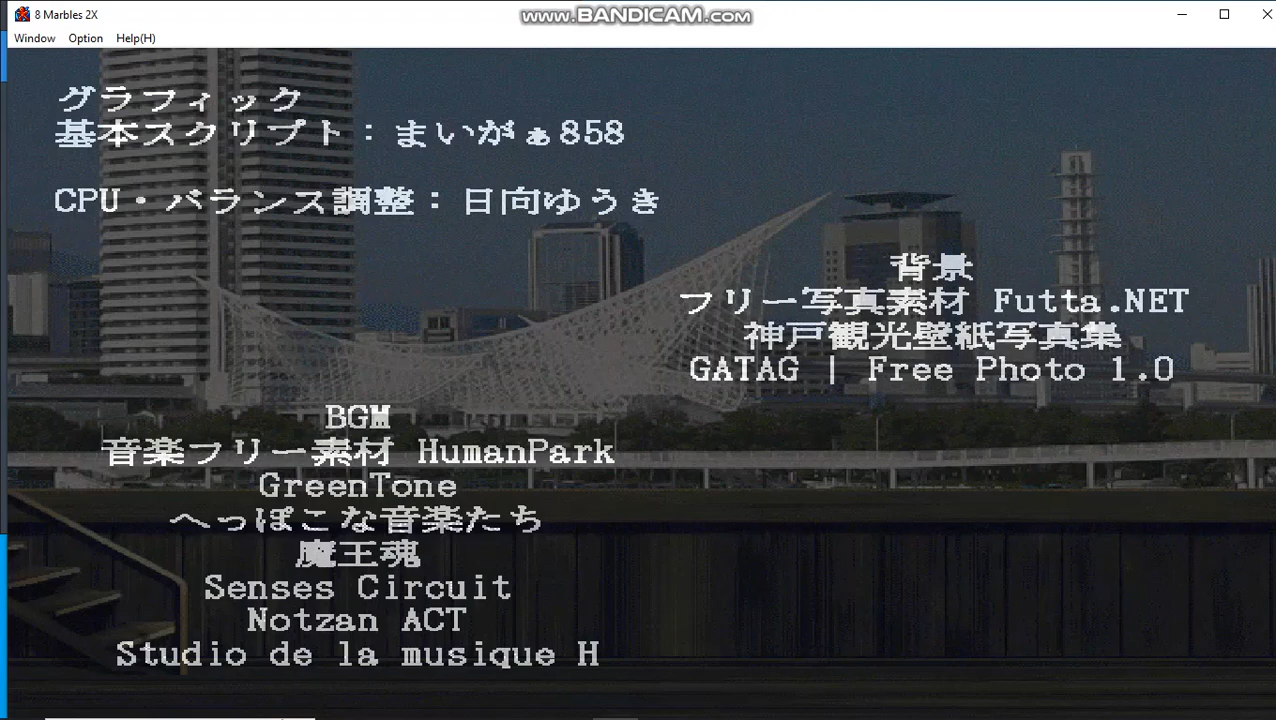 8 Marbles 2X
www.BANDICAM.com
Window Option Help(H)
グラフィック
基本スクリプト：まいがぁ858
CPU・バランス調整：日向ゆうき
背景
フリー写真素材 Futta.NET
神戸観光壁紙写真集
GATAG | Free Photo 1.0
BGM
音楽フリー素材 HumanPark
GreenTone
へっぽこな音楽たち
魔王魂
Senses Circuit
Notzan ACT
Studio de la musique H